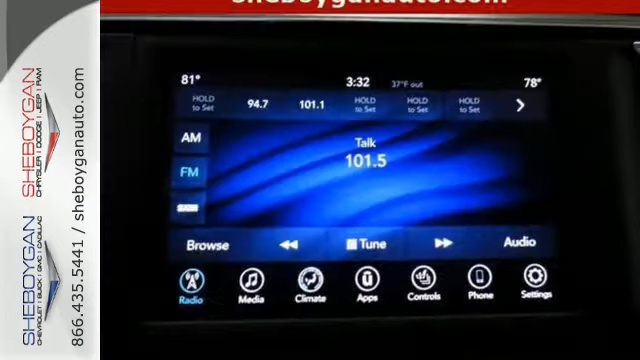 sheboyganauto.com
SHEBOYGAN
CHRYSLER | DODGE | JEEP | RAM
SHEBOYGAN
CHEVROLET | BUICK | GMC | CADILLAC
866.435.5441 / sheboyganauto.com
81° 3:32 37°F out 78°
HOLD to Set 94.7 101.1 HOLD to Set HOLD to Set HOLD to Set
AM
Talk
101.5
FM
Browse Tune Audio
Radio Media Climate Apps Controls Phone Settings